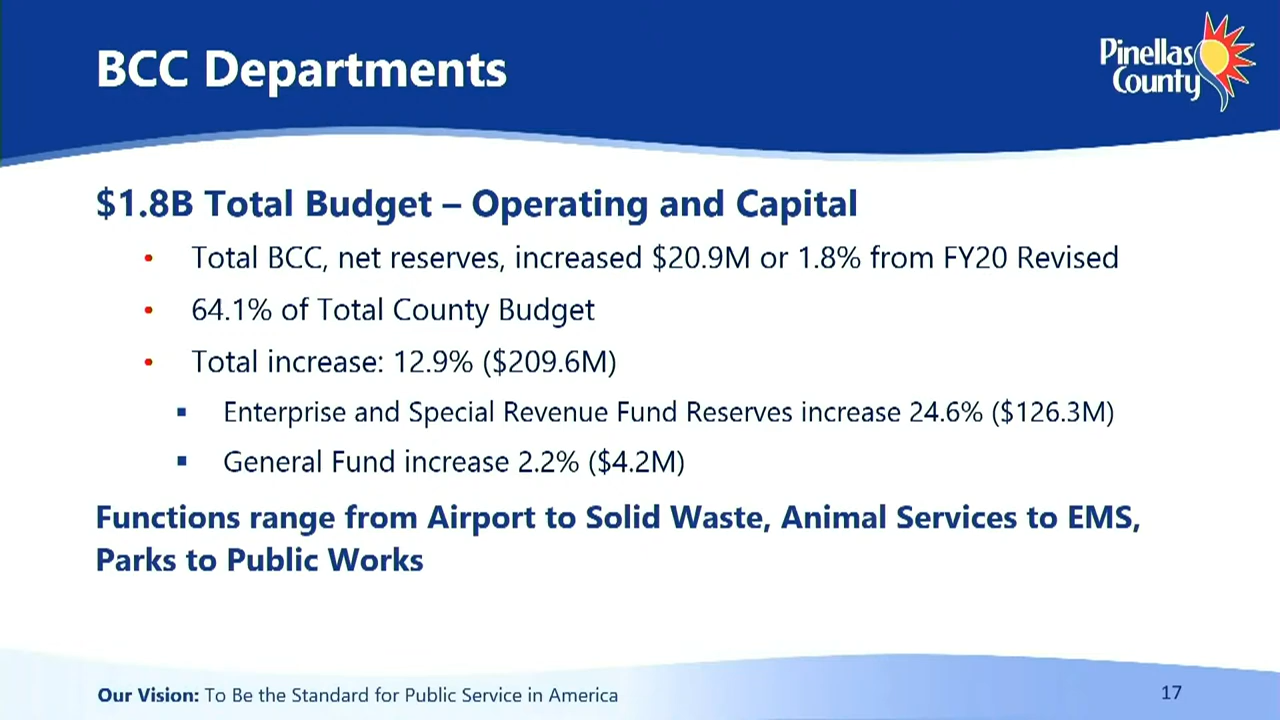 BCC Departments
Pinellas
County
$1.8B Total Budget – Operating and Capital
• Total BCC, net reserves, increased $20.9M or 1.8% from FY20 Revised
• 64.1% of Total County Budget
• Total increase: 12.9% ($209.6M)
▪ Enterprise and Special Revenue Fund Reserves increase 24.6% ($126.3M)
▪ General Fund increase 2.2% ($4.2M)
Functions range from Airport to Solid Waste, Animal Services to EMS,
Parks to Public Works
Our Vision: To Be the Standard for Public Service in America
17